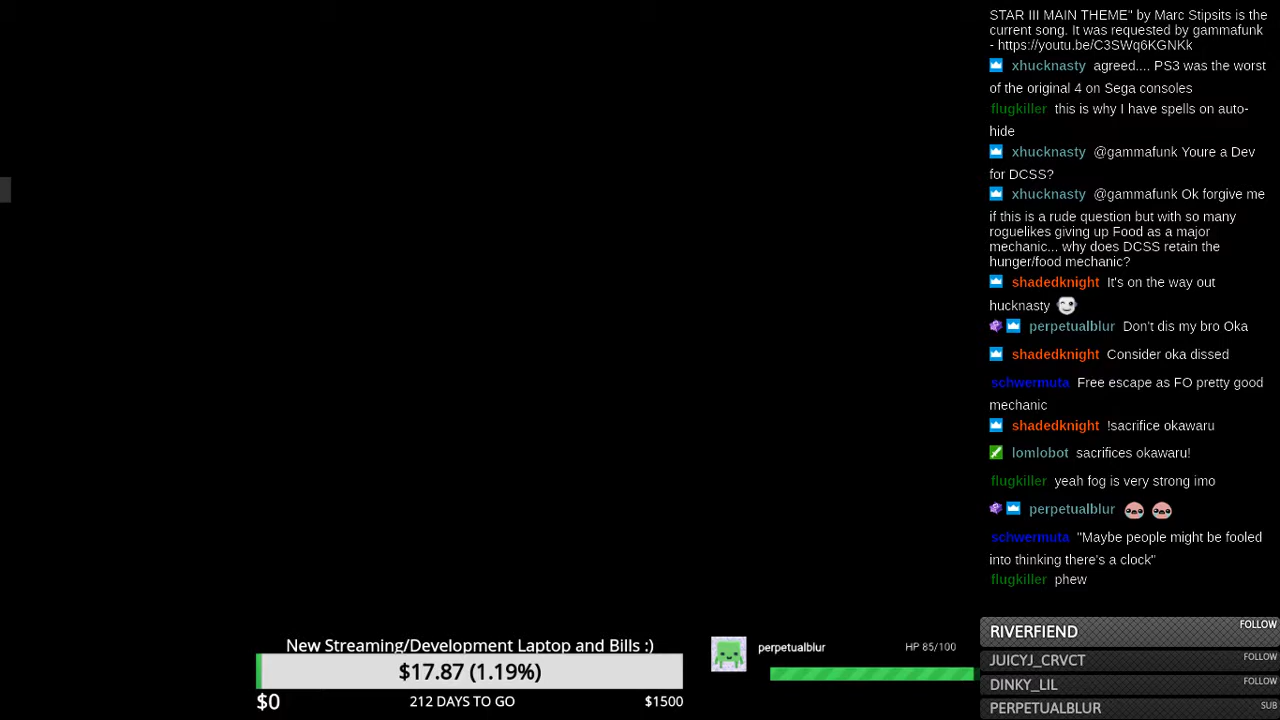 STAR III MAIN THEME" by Marc Stipsits is the
current song. It was requested by gammafunk
- https://youtu.be/C3SWq6KGNKk
xhucknasty agreed.... PS3 was the worst
of the original 4 on Sega consoles
flugkiller this is why I have spells on auto-
hide
xhucknasty @gammafunk Youre a Dev
for DCSS?
xhucknasty @gammafunk Ok forgive me
if this is a rude question but with so many
roguelikes giving up Food as a major
mechanic... why does DCSS retain the
hunger/food mechanic?
shadedknight It's on the way out
hucknasty
perpetualblur Don't dis my bro Oka
shadedknight Consider oka dissed
schwermuta Free escape as FO pretty good
mechanic
shadedknight !sacrifice okawaru
lomlobot sacrifices okawaru!
flugkiller yeah fog is very strong imo
perpetualblur
schwermuta "Maybe people might be fooled
into thinking there's a clock"
flugkiller phew
New Streaming/Development Laptop and Bills :)
$17.87 (1.19%)
$0 212 DAYS TO GO $1500
perpetualblur HP 85/100
RIVERFIEND FOLLOW
JUICYJ_CRVCT FOLLOW
DINKY_LIL FOLLOW
PERPETUALBLUR SUB